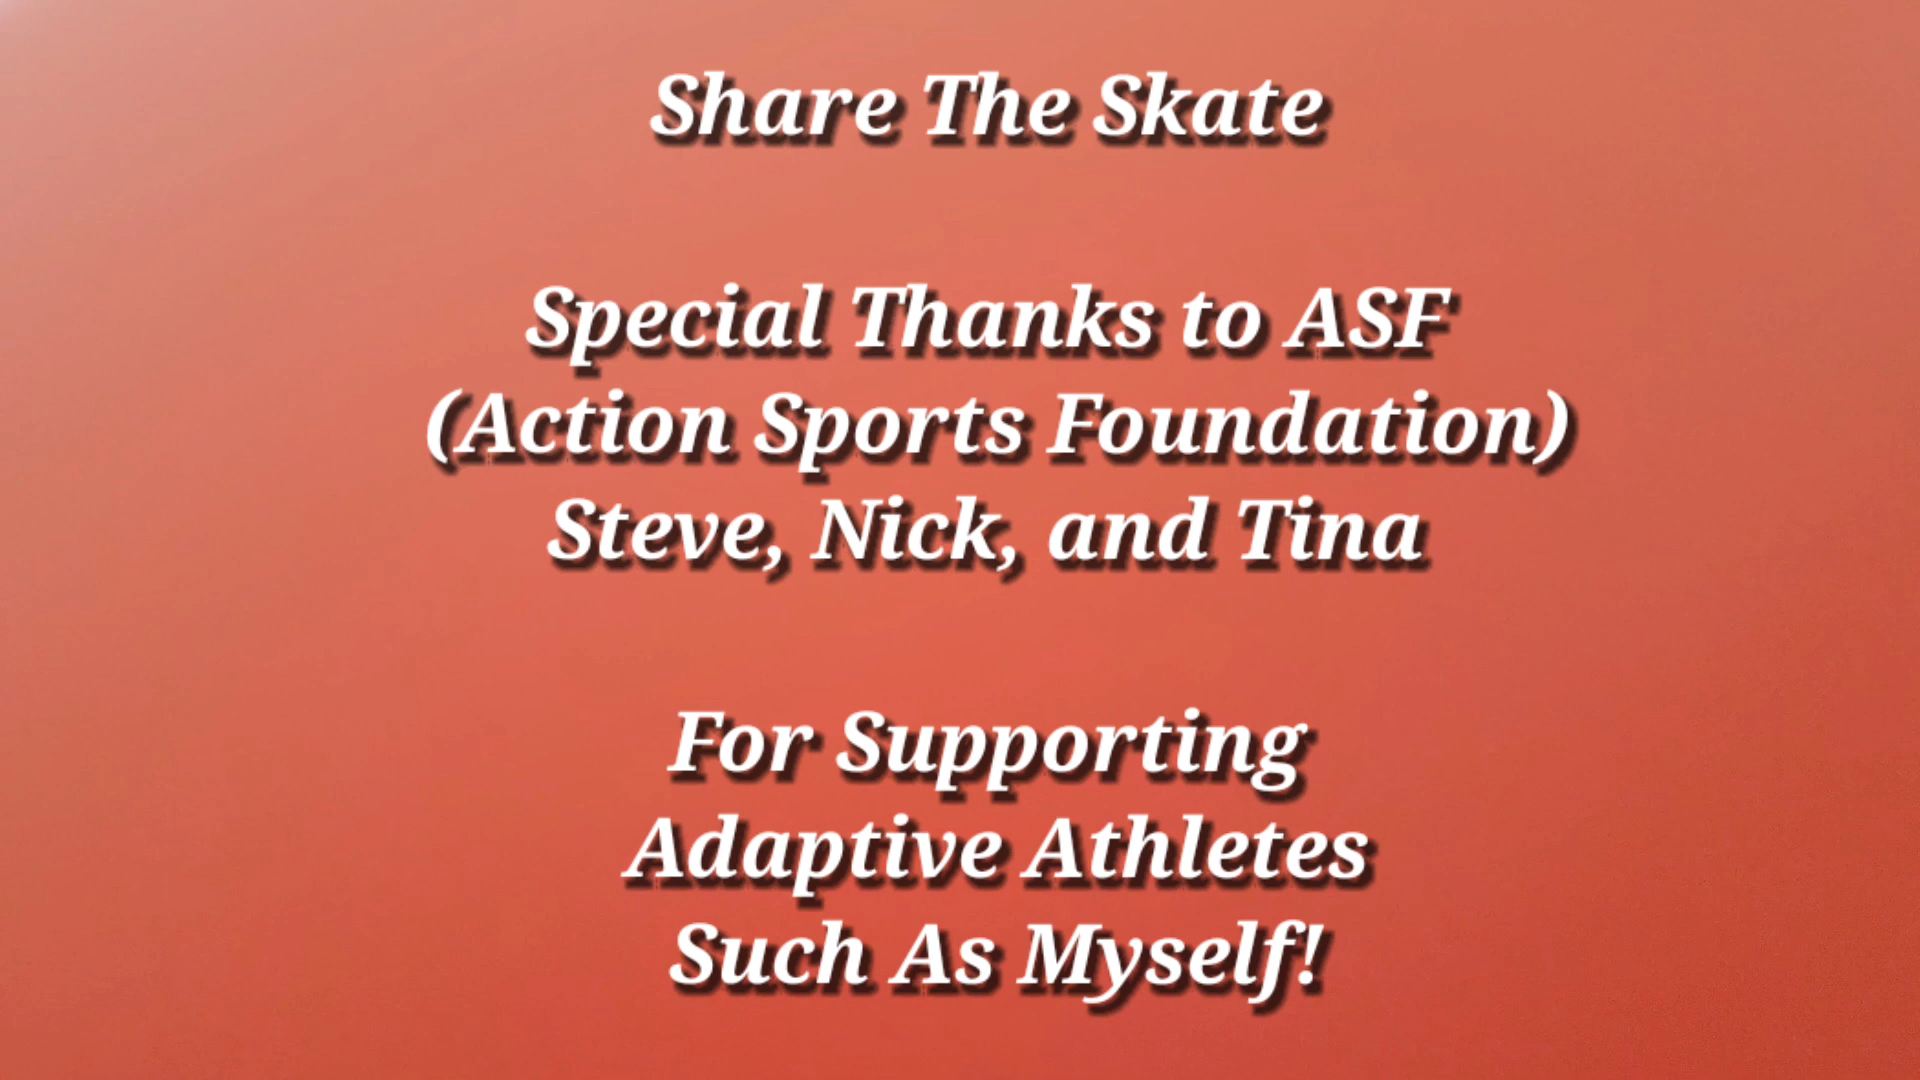 Share The Skate
Special Thanks to ASF
(Action Sports Foundation)
Steve, Nick, and Tina
For Supporting
Adaptive Athletes
Such As Myself!